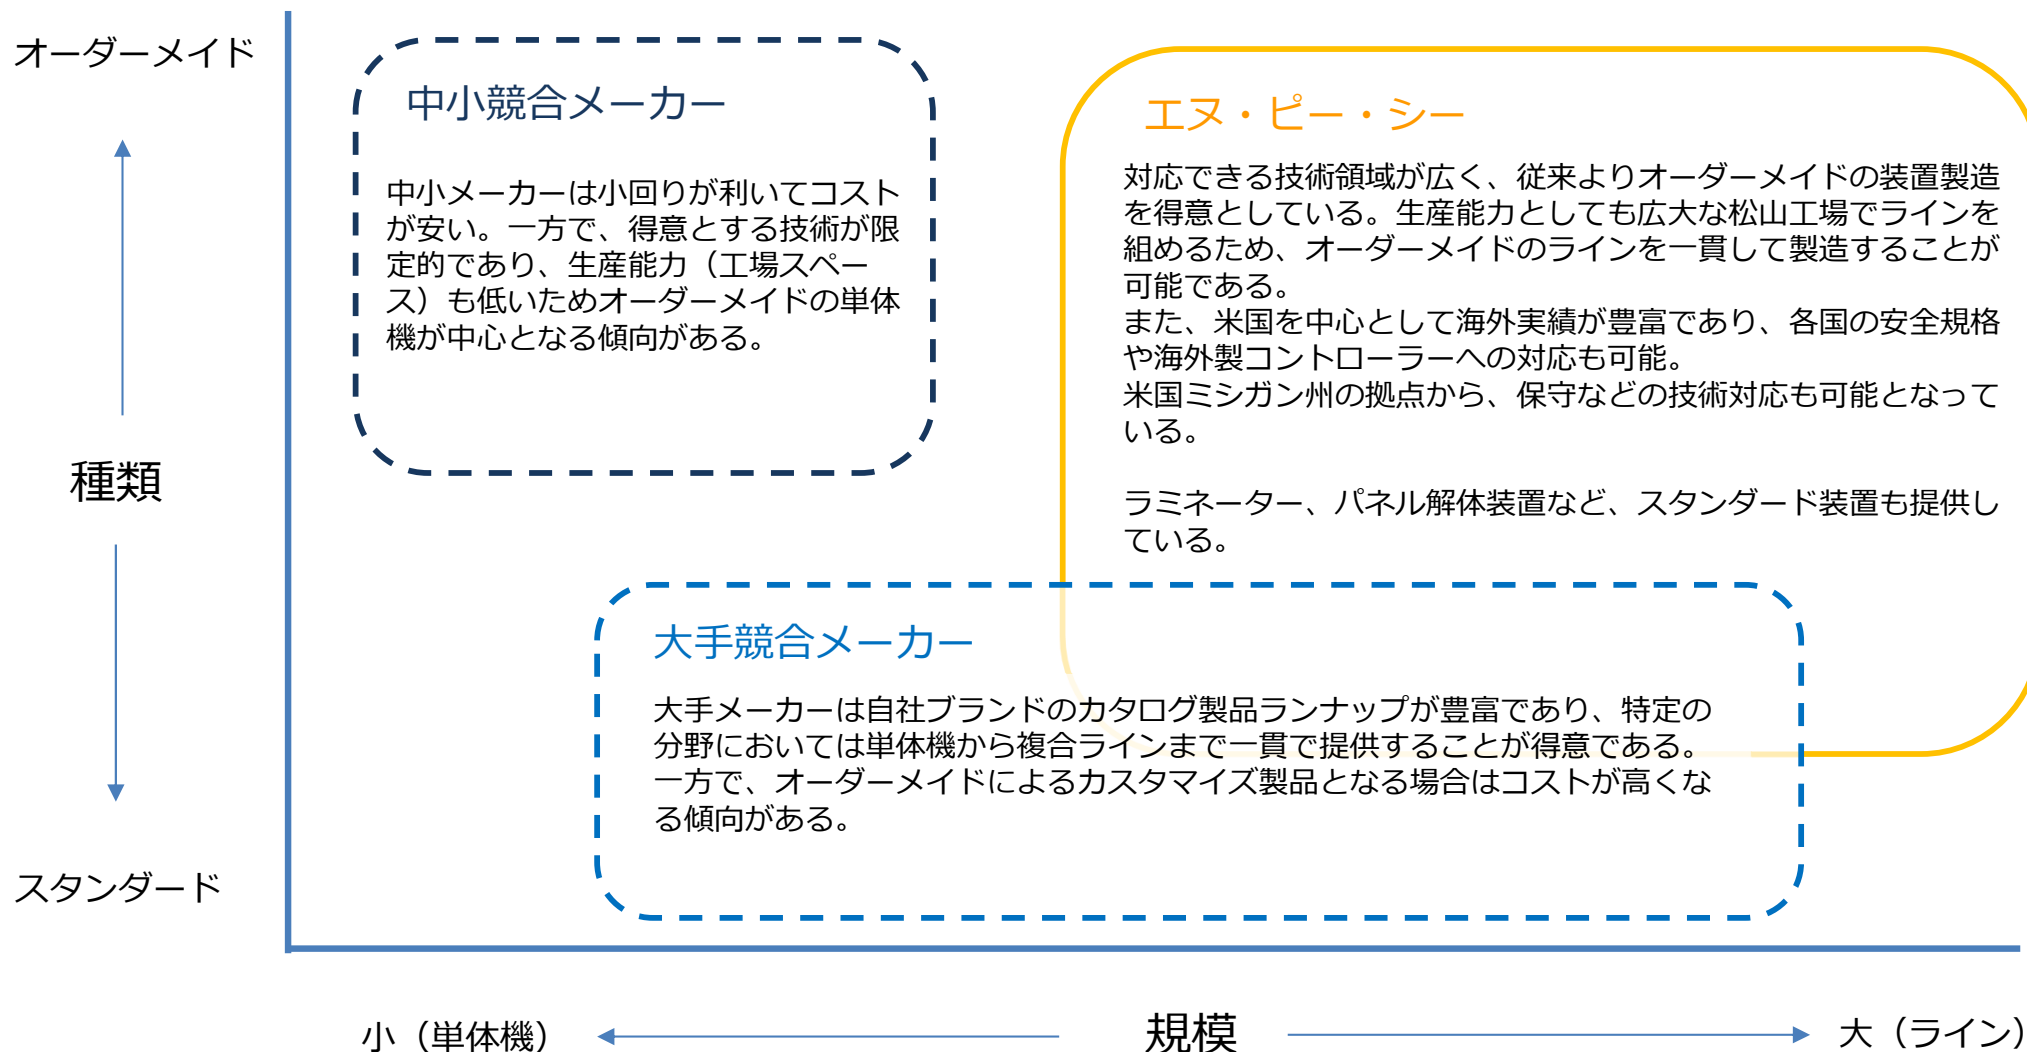 オーダーメイド
中小競合メーカー
中小メーカーは小回りが利いてコスト
が安い。一方で、得意とする技術が限
定的であり、生産能力（工場スペー
ス）も低いためオーダーメイドの単体
機が中心となる傾向がある。
エヌ・ピー・シー
対応できる技術領域が広く、従来よりオーダーメイドの装置製造
を得意としている。生産能力としても広大な松山工場でラインを
組めるため、オーダーメイドのラインを一貫して製造することが
可能である。
また、米国を中心として海外実績が豊富であり、各国の安全規格
や海外製コントローラーへの対応も可能。
米国ミシガン州の拠点から、保守などの技術対応も可能となって
いる。
ラミネーター、パネル解体装置など、スタンダード装置も提供し
ている。
種類
大手競合メーカー
大手メーカーは自社ブランドのカタログ製品ランナップが豊富であり、特定の
分野においては単体機から複合ラインまで一貫で提供することが得意である。
一方で、オーダーメイドによるカスタマイズ製品となる場合はコストが高くな
る傾向がある。
スタンダード
小（単体機）
規模
大（ライン）